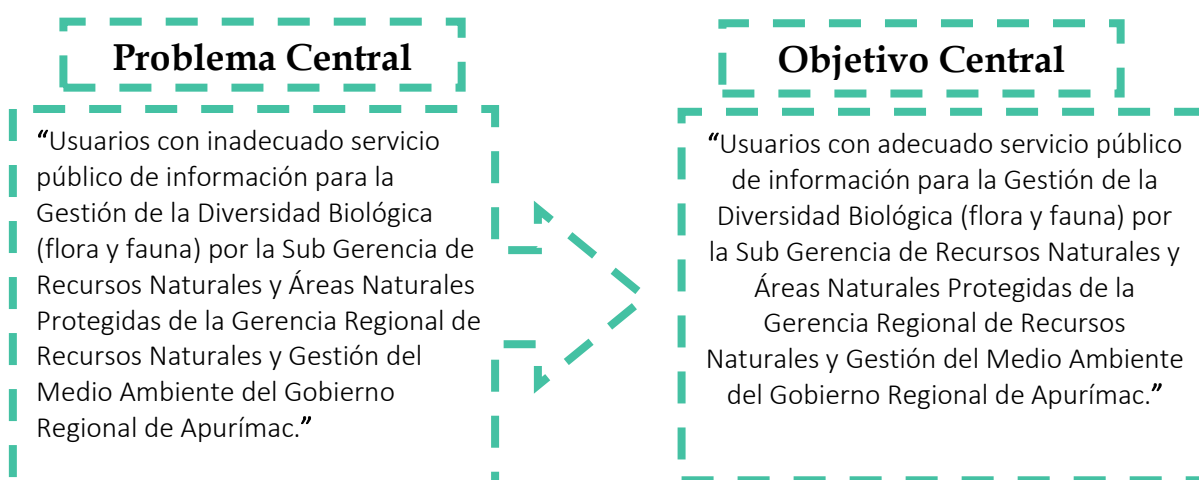 Problema Central
"Usuarios con inadecuado servicio
público de información para la
Gestión de la Diversidad Biológica
(flora y fauna) por la Sub Gerencia de
Recursos Naturales y Áreas Naturales
Protegidas de la Gerencia Regional de
Recursos Naturales y Gestión del
Medio Ambiente del Gobierno
Regional de Apurímac."
Objetivo Central
"Usuarios con adecuado servicio público
de información para la Gestión de la
Diversidad Biológica (flora y fauna) por
la Sub Gerencia de Recursos Naturales y
Áreas Naturales Protegidas de la
Gerencia Regional de Recursos
Naturales y Gestión del Medio Ambiente
del Gobierno Regional de Apurímac."